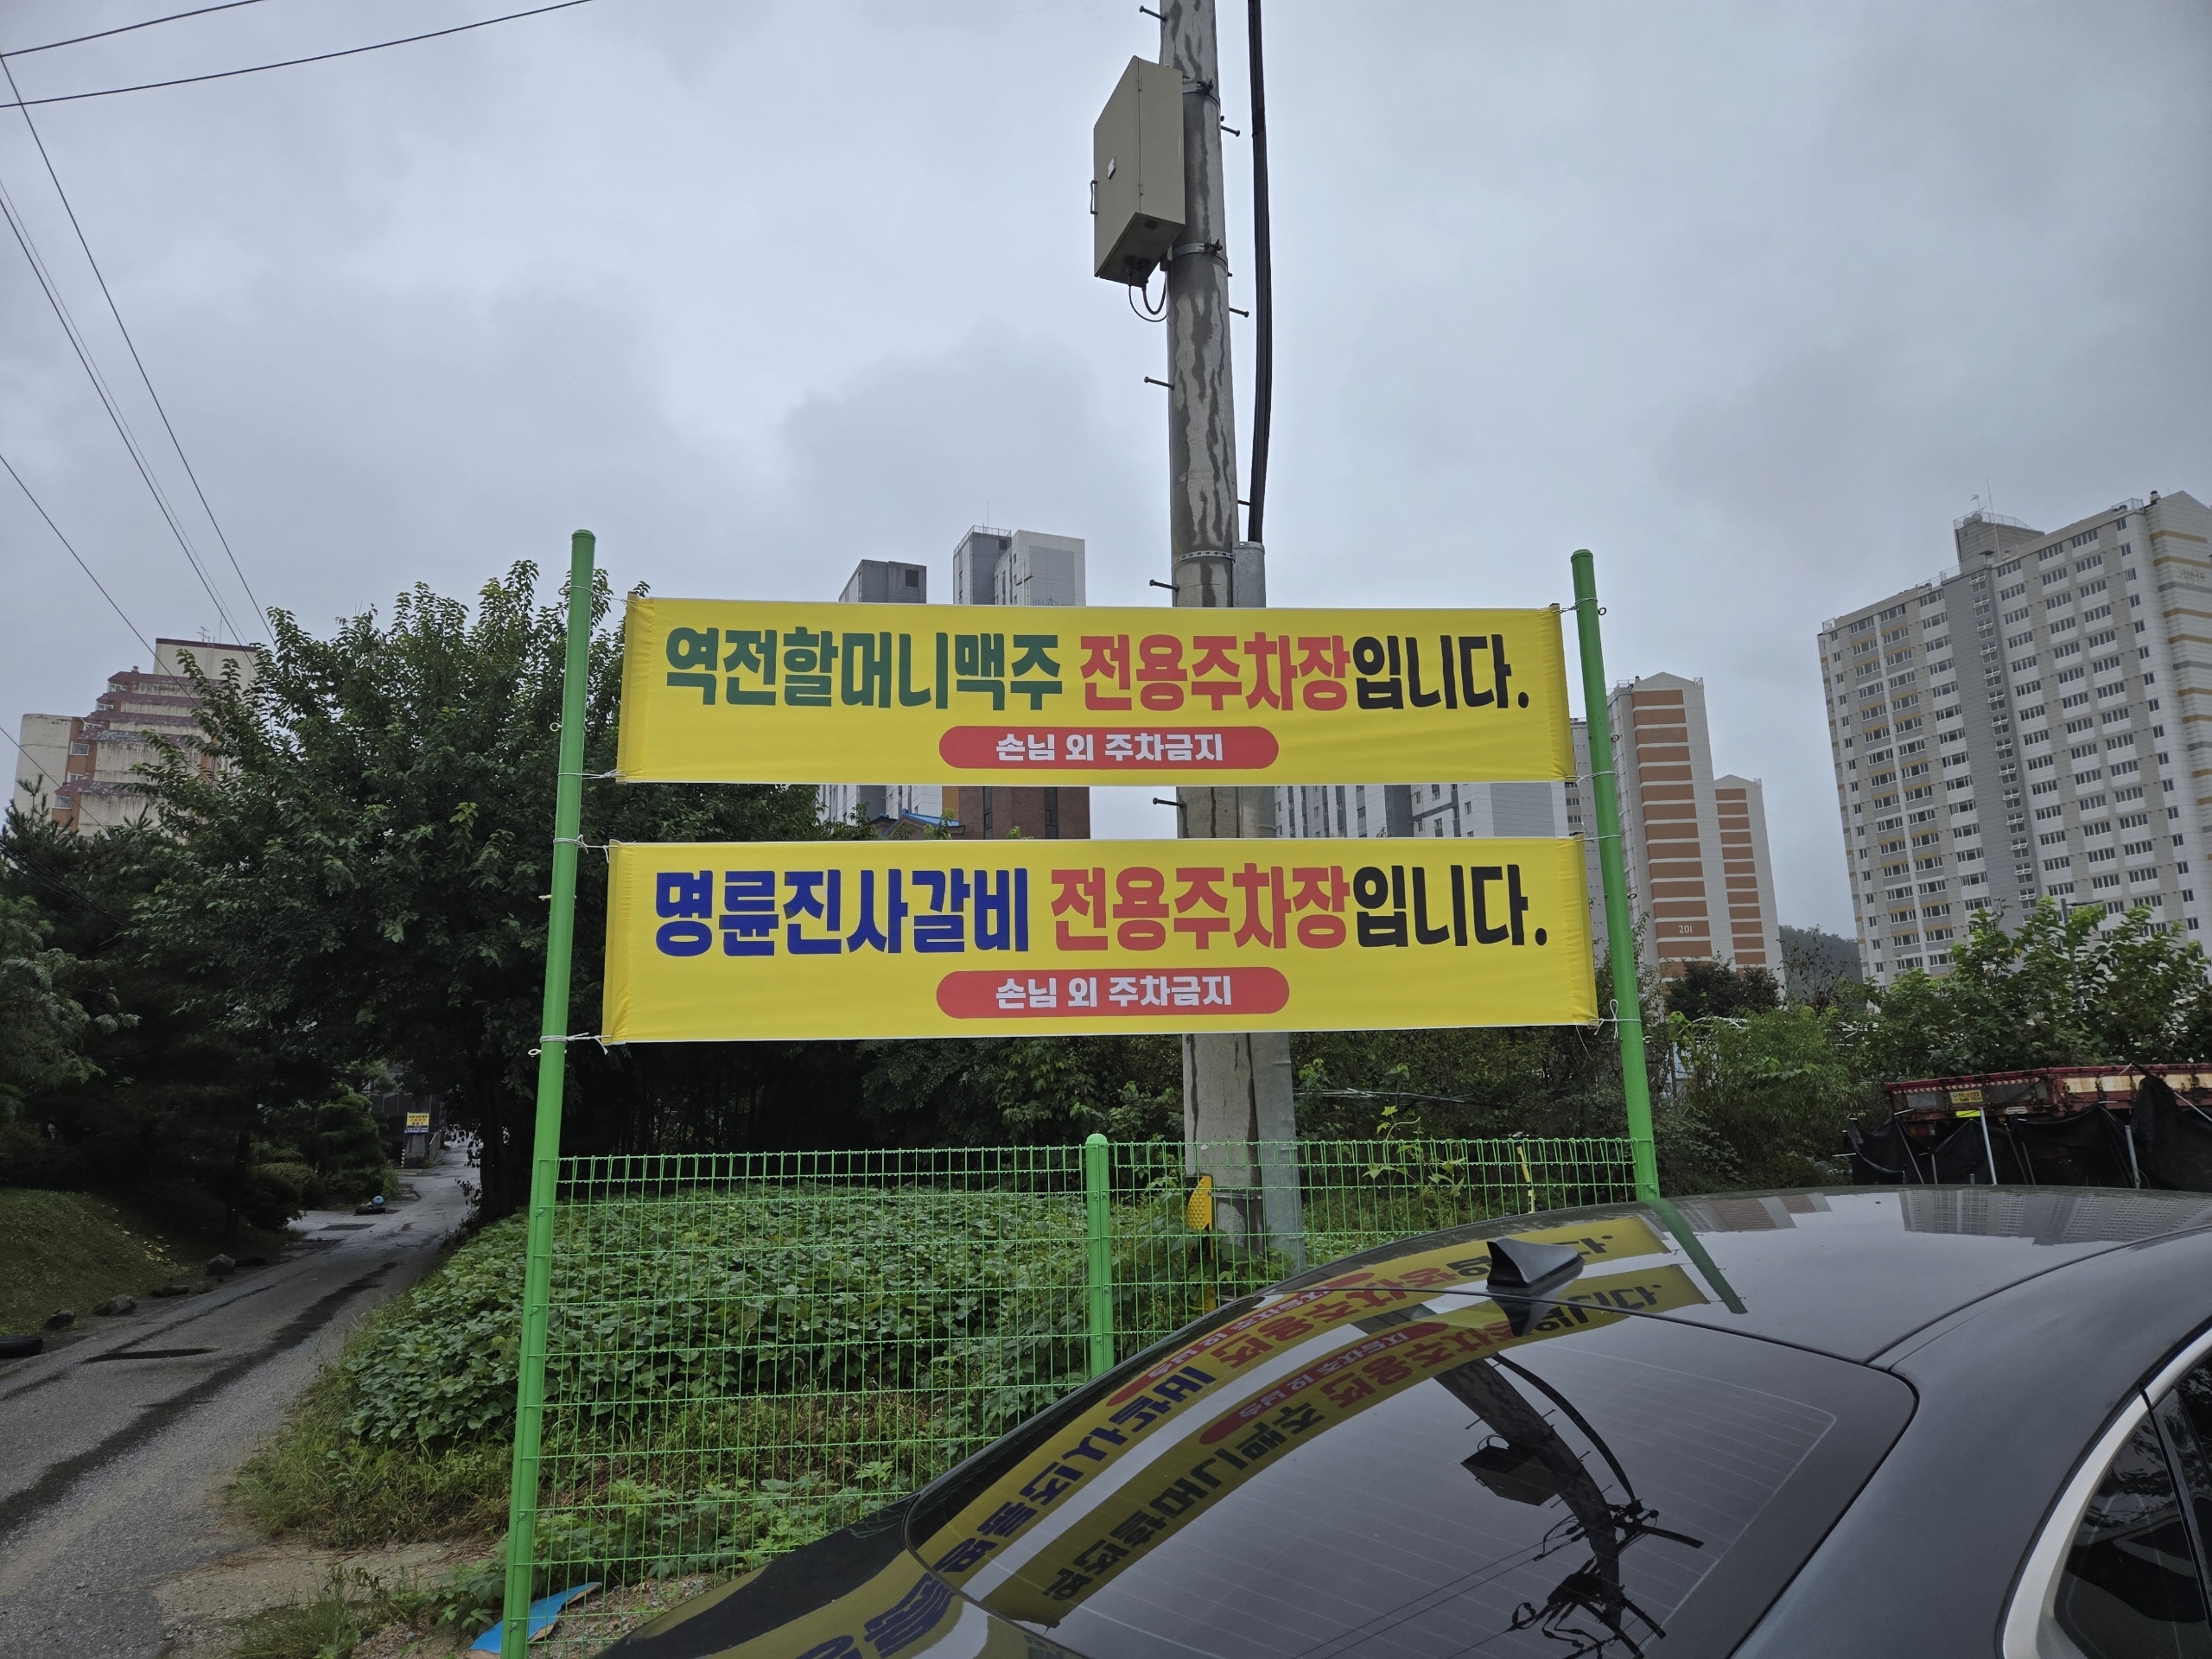 역전할머니맥주 전용주차장입니다.
손님 외 주차금지
명륜진사갈비 전용주차장입니다.
손님 외 주차금지
201